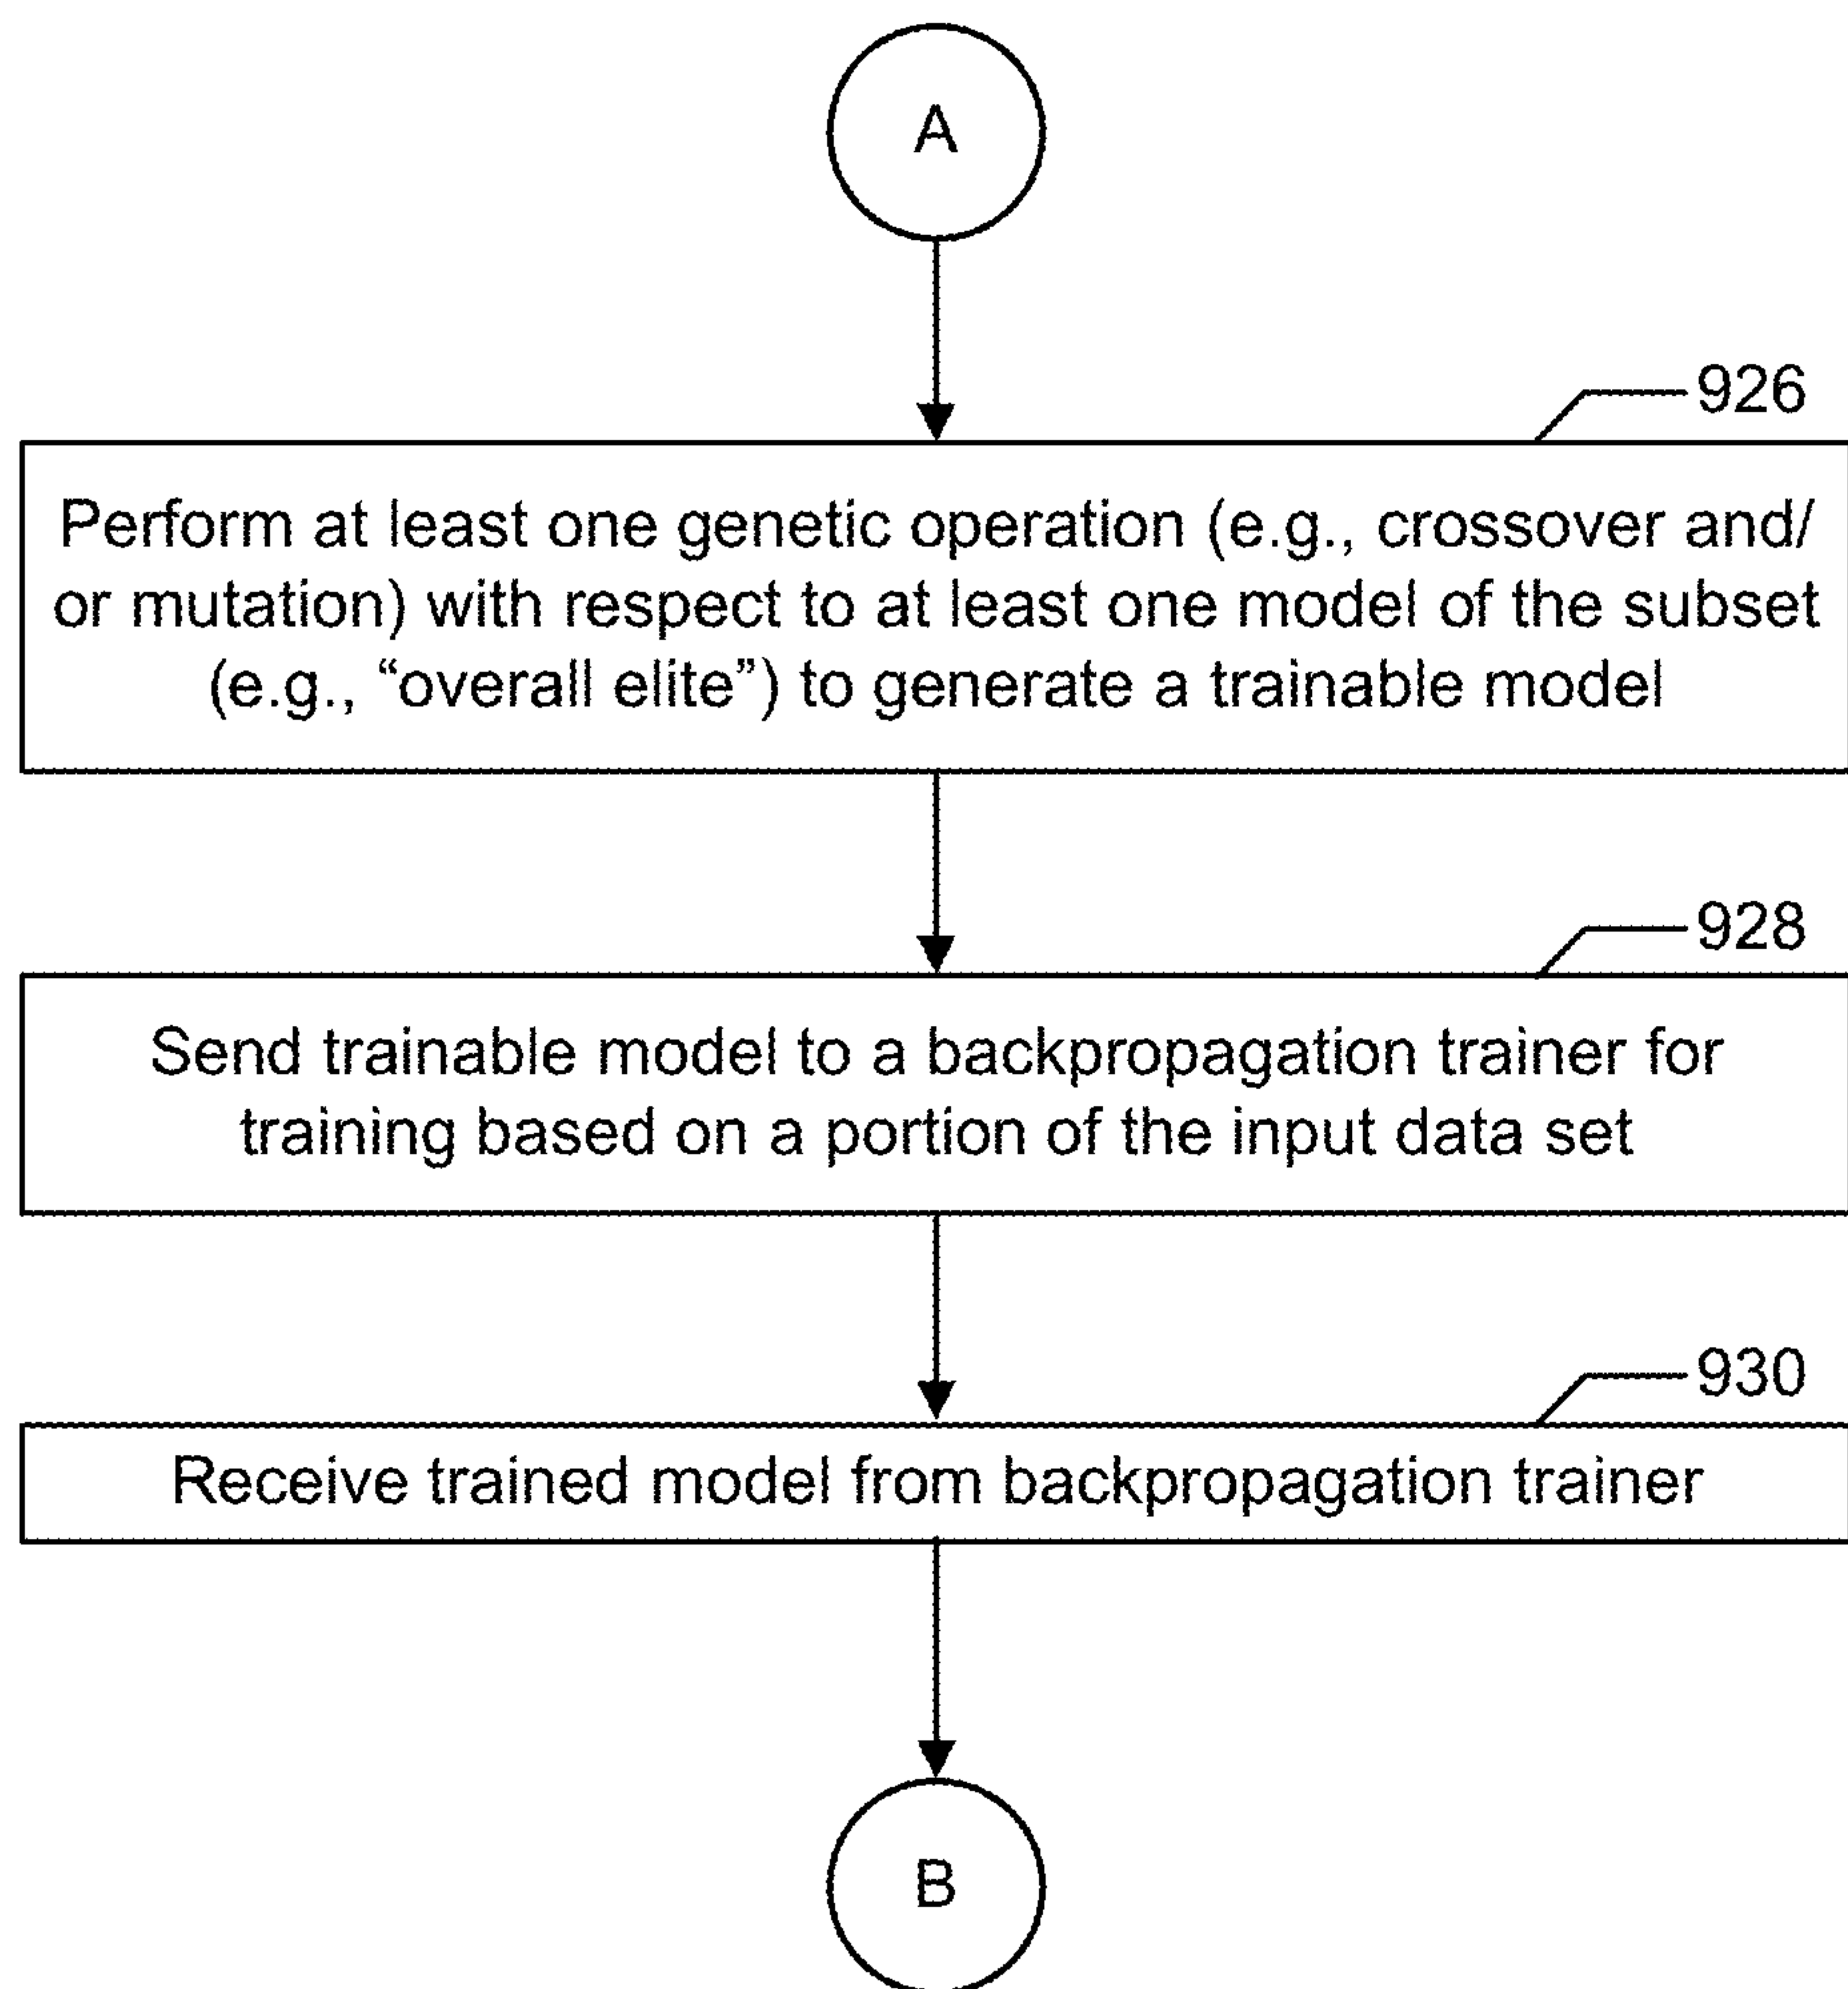 A
926
Perform at least one genetic operation (e.g., crossover and/
or mutation) with respect to at least one model of the subset
(e.g., “overall elite”) to generate a trainable model
928
Send trainable model to a backpropagation trainer for
training based on a portion of the input data set
930
Receive trained model from backpropagation trainer
B